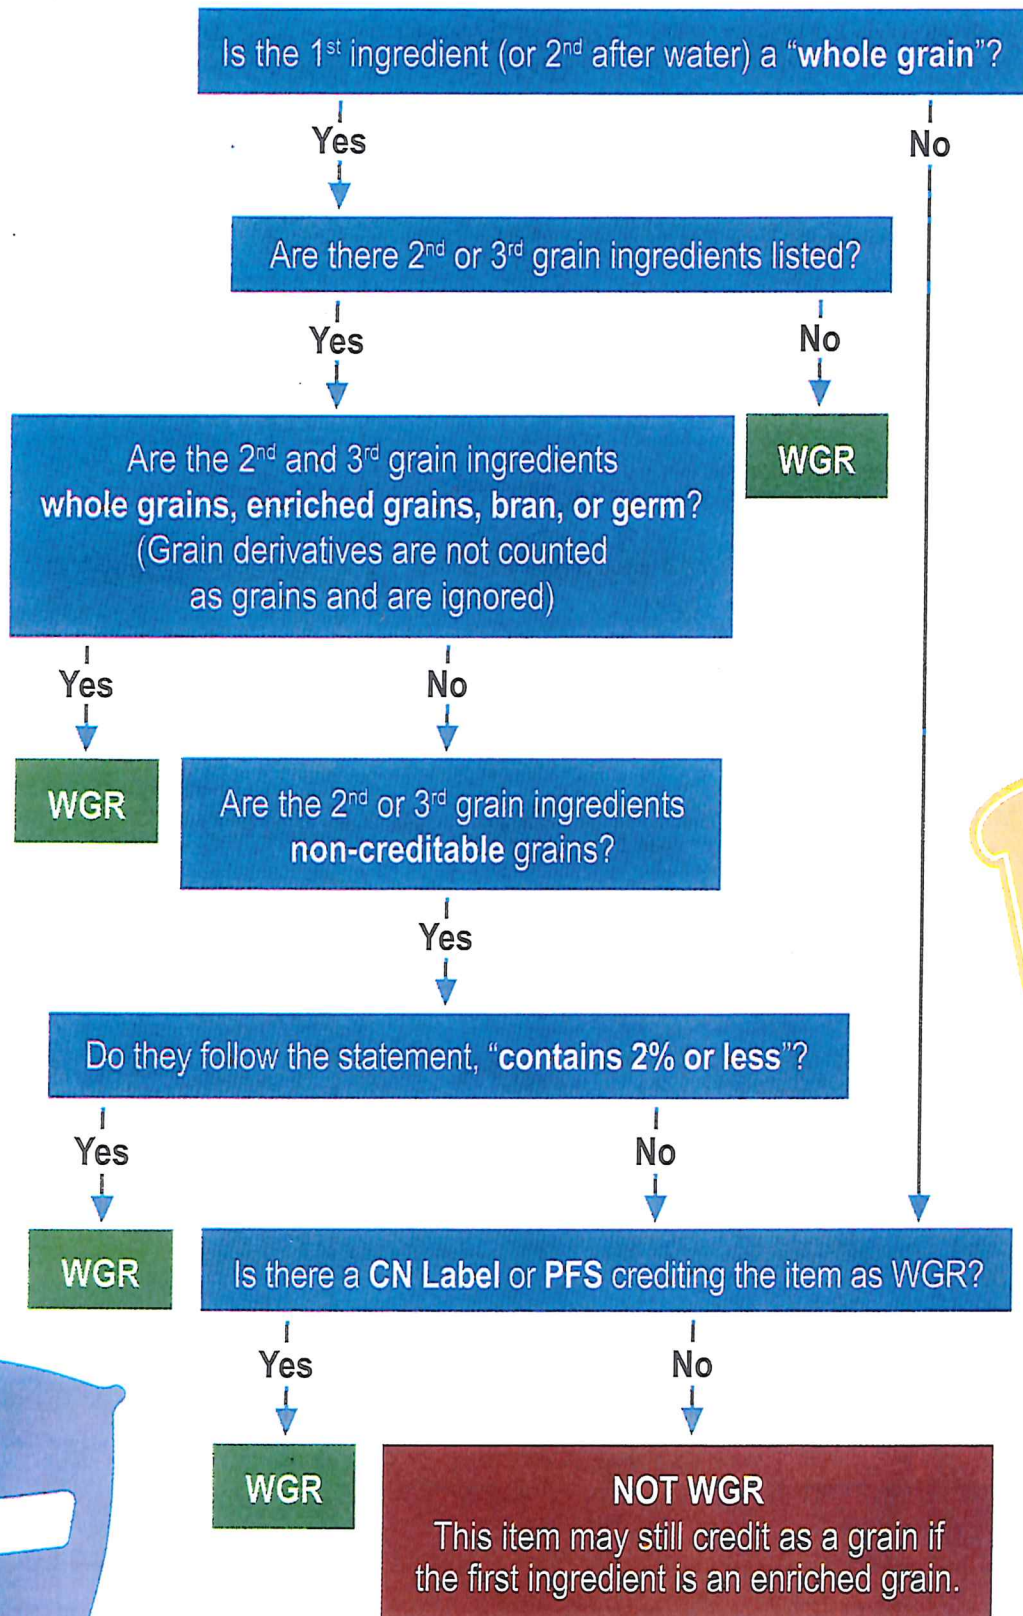 Is the 1st ingredient (or 2nd after water) a “whole grain”?
Yes
No
Are there 2nd or 3rd grain ingredients listed?
Yes
No
Are the 2nd and 3rd grain ingredients
whole grains, enriched grains, bran, or germ?
(Grain derivatives are not counted
as grains and are ignored)
WGR
Yes
No
WGR
Are the 2nd or 3rd grain ingredients
non-creditable grains?
Yes
Do they follow the statement, “contains 2% or less”?
Yes
No
WGR
Is there a CN Label or PFS crediting the item as WGR?
Yes
No
WGR
NOT WGR
This item may still credit as a grain if
the first ingredient is an enriched grain.